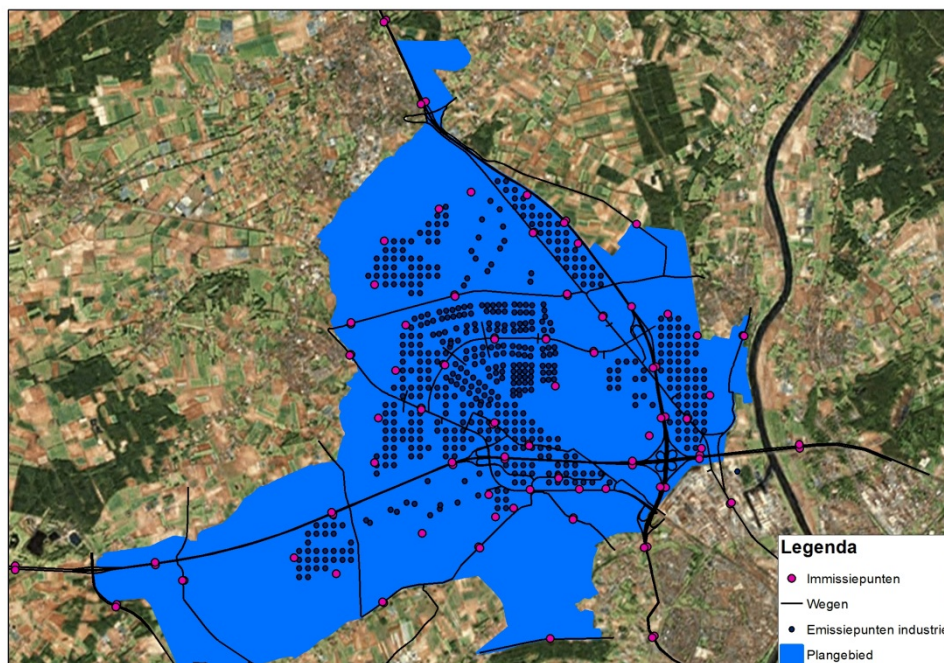 Legenda
Immissiepunten
Wegen
Emissiepunten industrie
Plangebied